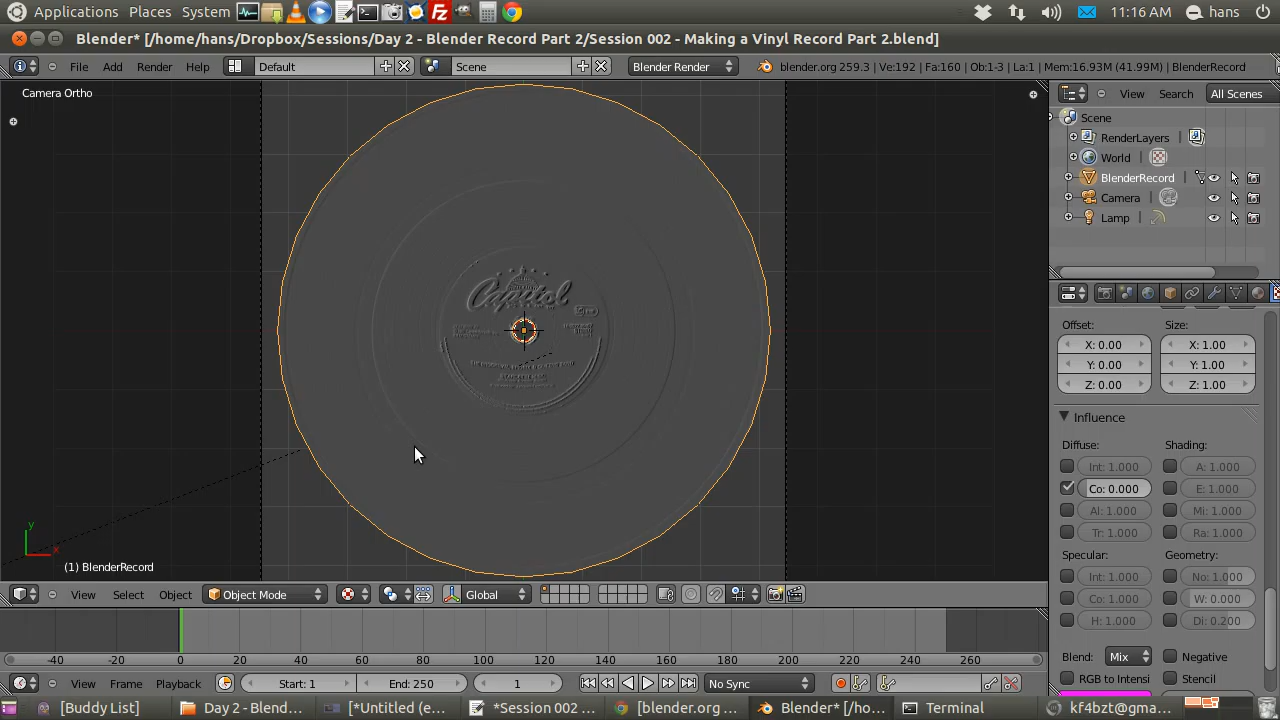 Applications Places System 11:16 AM hans
Blender* [/home/hans/Dropbox/Sessions/Day 2 - Blender Record Part 2/Session 002 - Making a Vinyl Record Part 2.blend]
File Add Render Help Default Scene Blender Render blender.org 259.3 | Ve:192 | Fa:160 | Ob:1-3 | La:1 | Mem:16.93M (41.99M) | BlenderRecord
Camera Ortho
View Search All Scenes
Scene
RenderLayers
World
BlenderRecord
Camera
Lamp
Capitol
Offset: Size:
X: 0.00 X: 1.00
Y: 0.00 Y: 1.00
Z: 0.00 Z: 1.00
Influence
Diffuse: Shading:
Int: 1.000 A: 1.000
Co: 0.000 E: 1.000
Al: 1.000 Mi: 1.000
Tr: 1.000 Ra: 1.000
Specular: Geometry:
Int: 1.000 No: 1.000
Co: 1.000 W: 0.000
H: 1.000 Di: 0.200
Blend: Mix Negative
RGB to Intensi Stencil
y
x
(1) BlenderRecord
View Select Object Object Mode Global
-40 -20 0 20 40 60 80 100 120 140 160 180 200 220 240 260
View Frame Playback Start: 1 End: 250 1 No Sync
[Buddy List] Day 2 - Blend... [*Untitled (e... *Session 002 ... [blender.org ... Blender* [/ho... Terminal kf4bzt@gma...